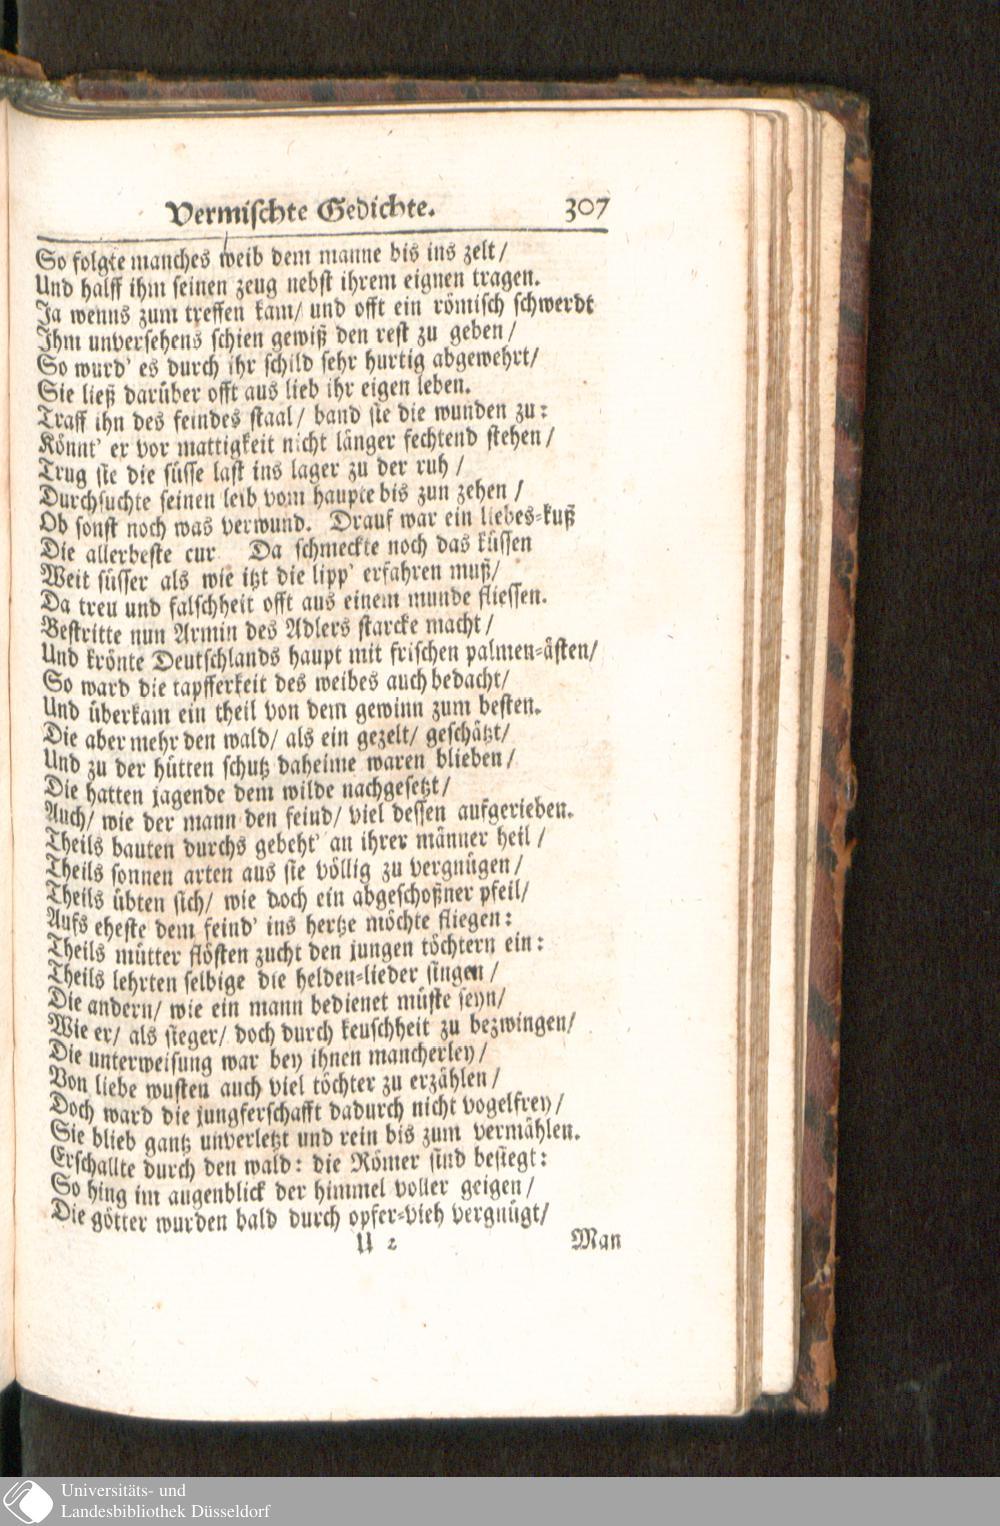 Vermischte Gedichte. 307
So folgte manches weib dem manne bis ins zelt/
Und halff ihm seinen zeug nebst ihrem eignen tragen.
Ja wenns zum treffen kam/ und offt ein römisch schwerdt
Ihm unversehens schien gewiß den rest zu geben/
So wurd' es durch ihr schild sehr hurtig abgewehrt/
Sie ließ darüber offt aus lieb ihr eigen leben.
Traff ihn des feindes staal/ band sie die wunden zu:
Könnt' er vor mattigkeit nicht länger fechtend stehen/
Trug sie die süsse last ins lager zu der ruh/
Durchsuchte seinen leib vom haupte bis zun zehen/
Ob sonst noch was verwund. Drauf war ein liebes-kuß
Die allerbeste cur Da schmeckte noch das küssen
Weit süsser als wie itzt die lipp' erfahren muß/
Da treu und falschheit offt aus einem munde fliessen.
Bestritte nun Armin des Adlers starcke macht/
Und krönte Deutschlands haupt mit frischen palmen-ästen/
So ward die tapfferkeit des weibes auch bedacht/
Und überkam ein theil von dem gewinn zum besten.
Die aber mehr den wald/ als ein gezelt/ geschätzt/
Und zu der hütten schutz daheime waren blieben/
Die hatten jagende dem wilde nachgesetzt/
Auch/ wie der mann den feind/ viel dessen aufgerieben.
Theils bauten durchs gebeht' an ihrer männer heil/
Theils sonnen arten aus sie völlig zu vergnügen/
Theils übten sich/ wie doch ein abgeschoßner pfeil/
Aufs eheste dem feind' ins hertze möchte fliegen:
Theils mütter flösten zucht den jungen töchtern ein:
Theils lehrten selbige die helden-lieder singen/
Die andern/ wie ein mann bedienet müste seyn/
Wie er/ als sieger/ doch durch keuschheit zu bezwingen/
Die unterweisung war bey ihnen mancherley/
Von liebe wusten auch viel töchter zu erzählen/
Doch ward die jungferschafft dadurch nicht vogelfrey/
Sie blieb gantz unverletzt und rein bis zum vermählen.
Erschallte durch den wald: die Römer sind besiegt:
So hing im augenblick der himmel voller geigen/
Die götter wurden bald durch opfer-vieh vergnügt/
U 2 Man
Universitäts- und
Landesbibliothek Düsseldorf